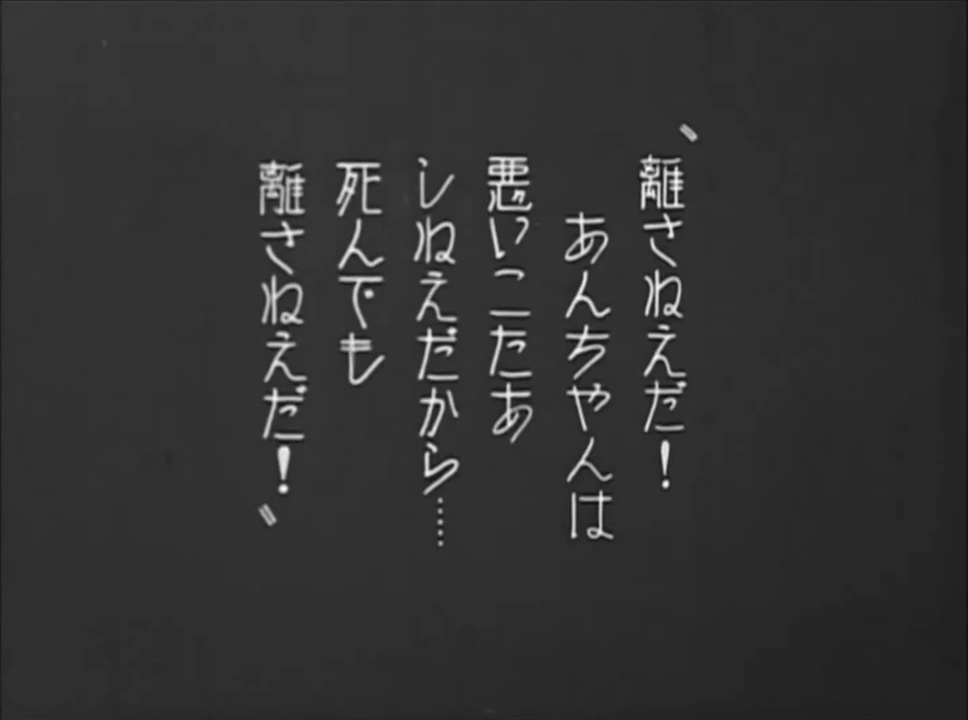 〝離さねえだ！
あんちやんは
悪いこたあ
しねえだから……
死んでも
離さねえだ！〟